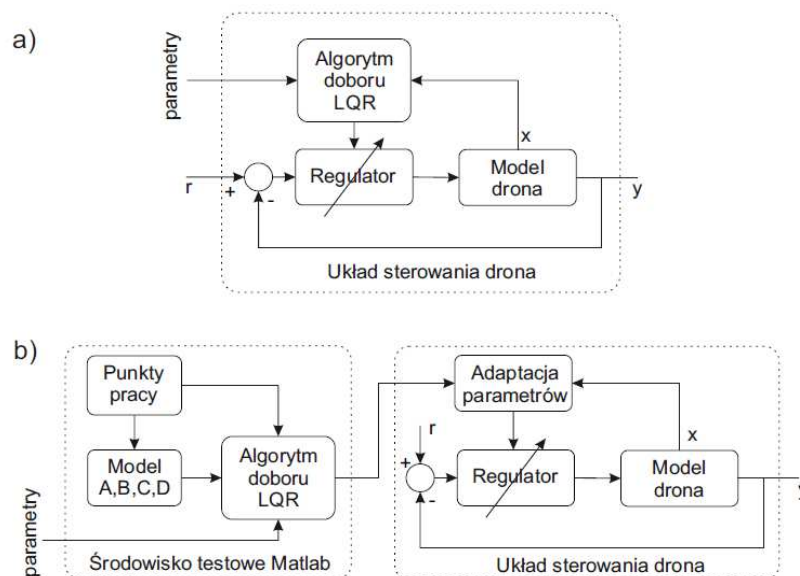 a)
parametry
Algorytm
doboru
LQR
x
r
+
-
Regulator
Model
drona
y
Układ sterowania drona
b)
Punkty
pracy
Model
A,B,C,D
Algorytm
doboru
LQR
parametry
Środowisko testowe Matlab
Adaptacja
parametrów
r
x
+
-
Regulator
Model
drona
y
Układ sterowania drona